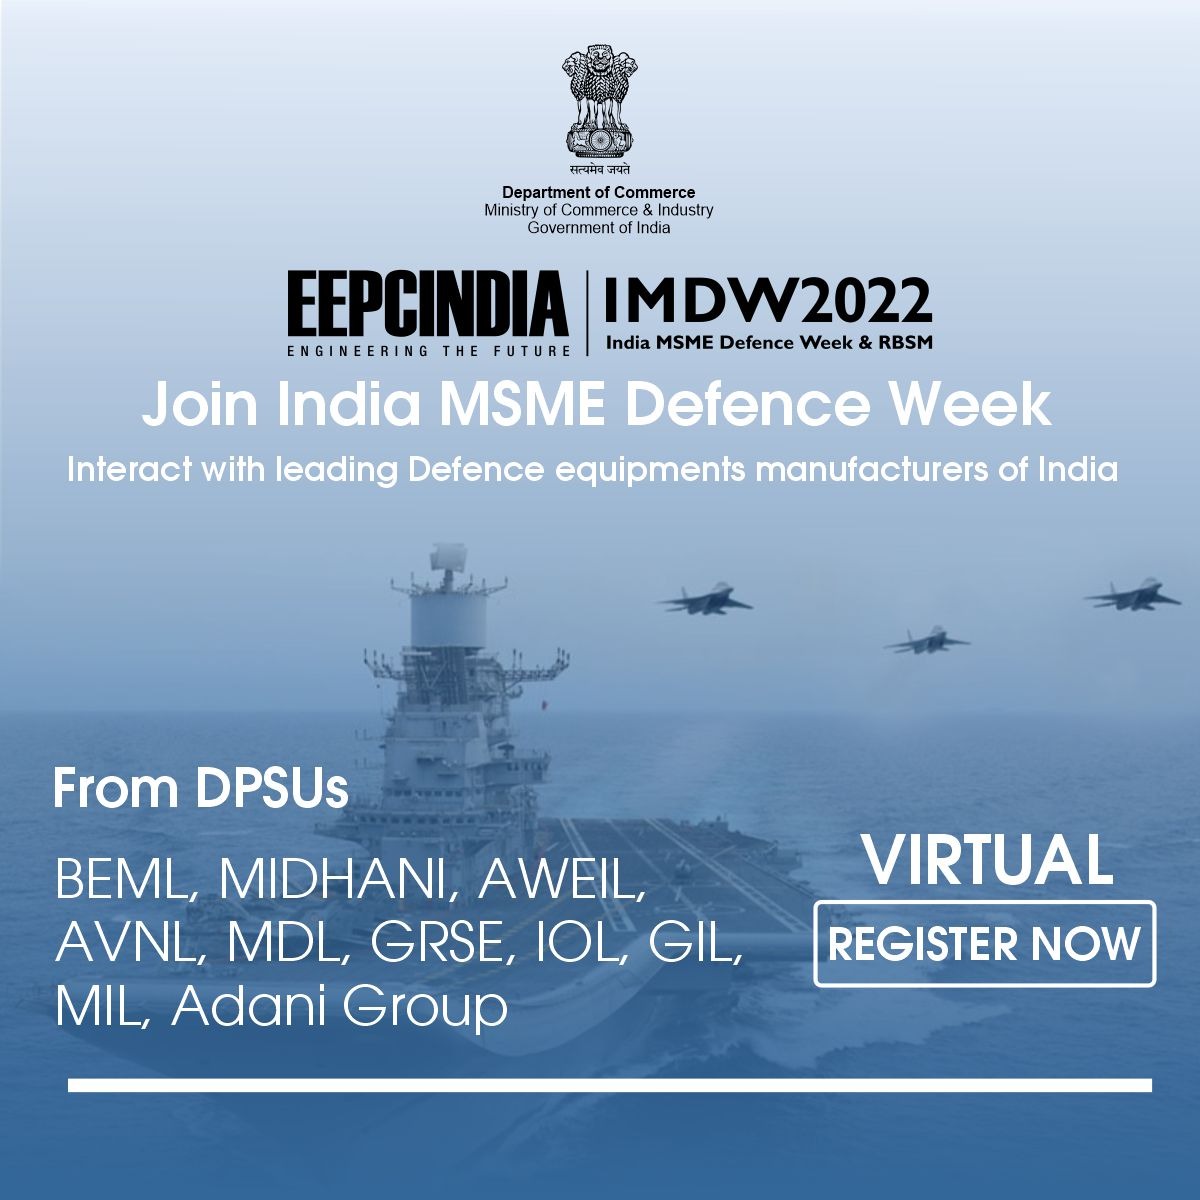 सत्यमेव जयते
Department of Commerce
Ministry of Commerce & Industry
Government of India
EEPCINDIA
ENGINEERING THE FUTURE
IMDW2022
India MSME Defence Week & RBSM
Join India MSME Defence Week
Interact with leading Defence equipments manufacturers of India
From DPSUs
BEML, MIDHANI, AWEIL,
AVNL, MDL, GRSE, IOL, GIL,
MIL, Adani Group
VIRTUAL
REGISTER NOW